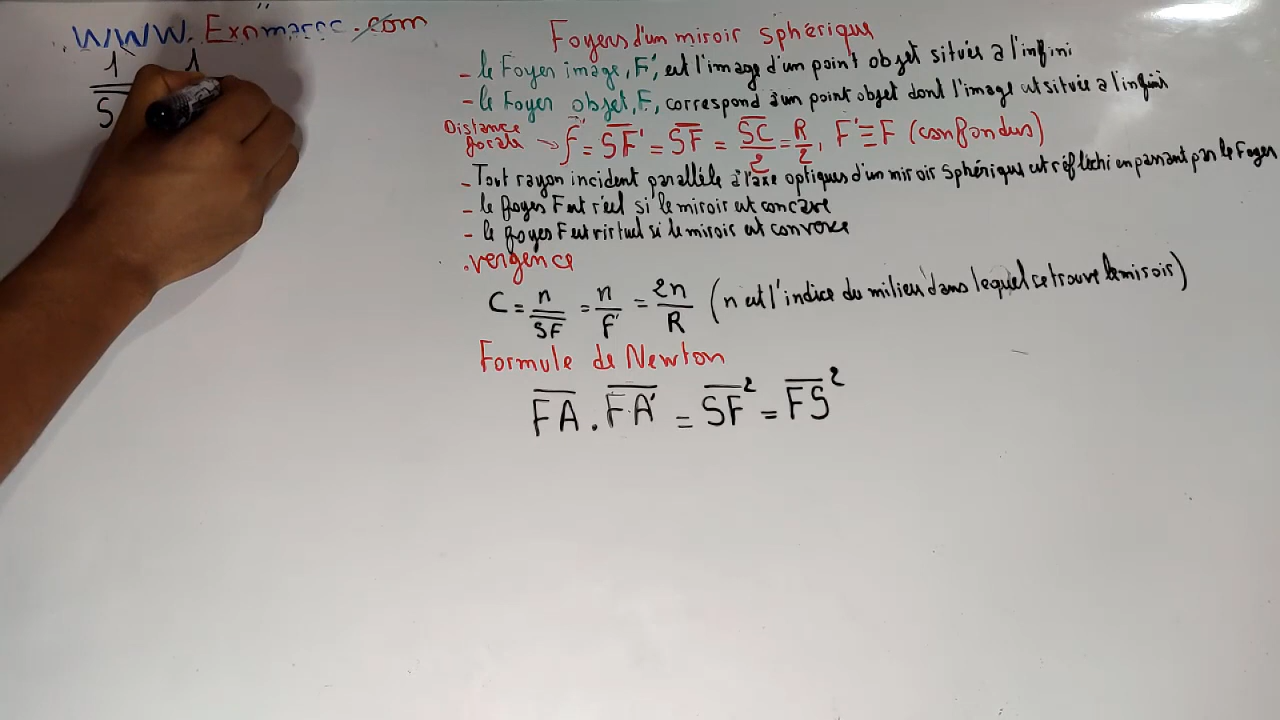 www.Exomaroc.com
1 1
S
Foyers d'un miroir sphérique
- le Foyer image, F', est l'image d'un point objet située à l'infini
- le Foyer objet, F, correspond à un point objet dont l'image est située à l'infini
Distance focale → f' = SF' = SF = SC/2 = R/2, F' ≡ F (confondus)
- Tout rayon incident parallèle à l'axe optiques d'un miroir sphérique est réfléchi en passant par le Foyer
- le foyer F est réel si le miroir est concave
- le foyer F est virtuel si le miroir est convexe
.vergence
C = n/SF = n/f' = 2n/R (n est l'indice du milieu dans lequel se trouve le miroir)
Formule de Newton
FA . FA' = SF² = FS²